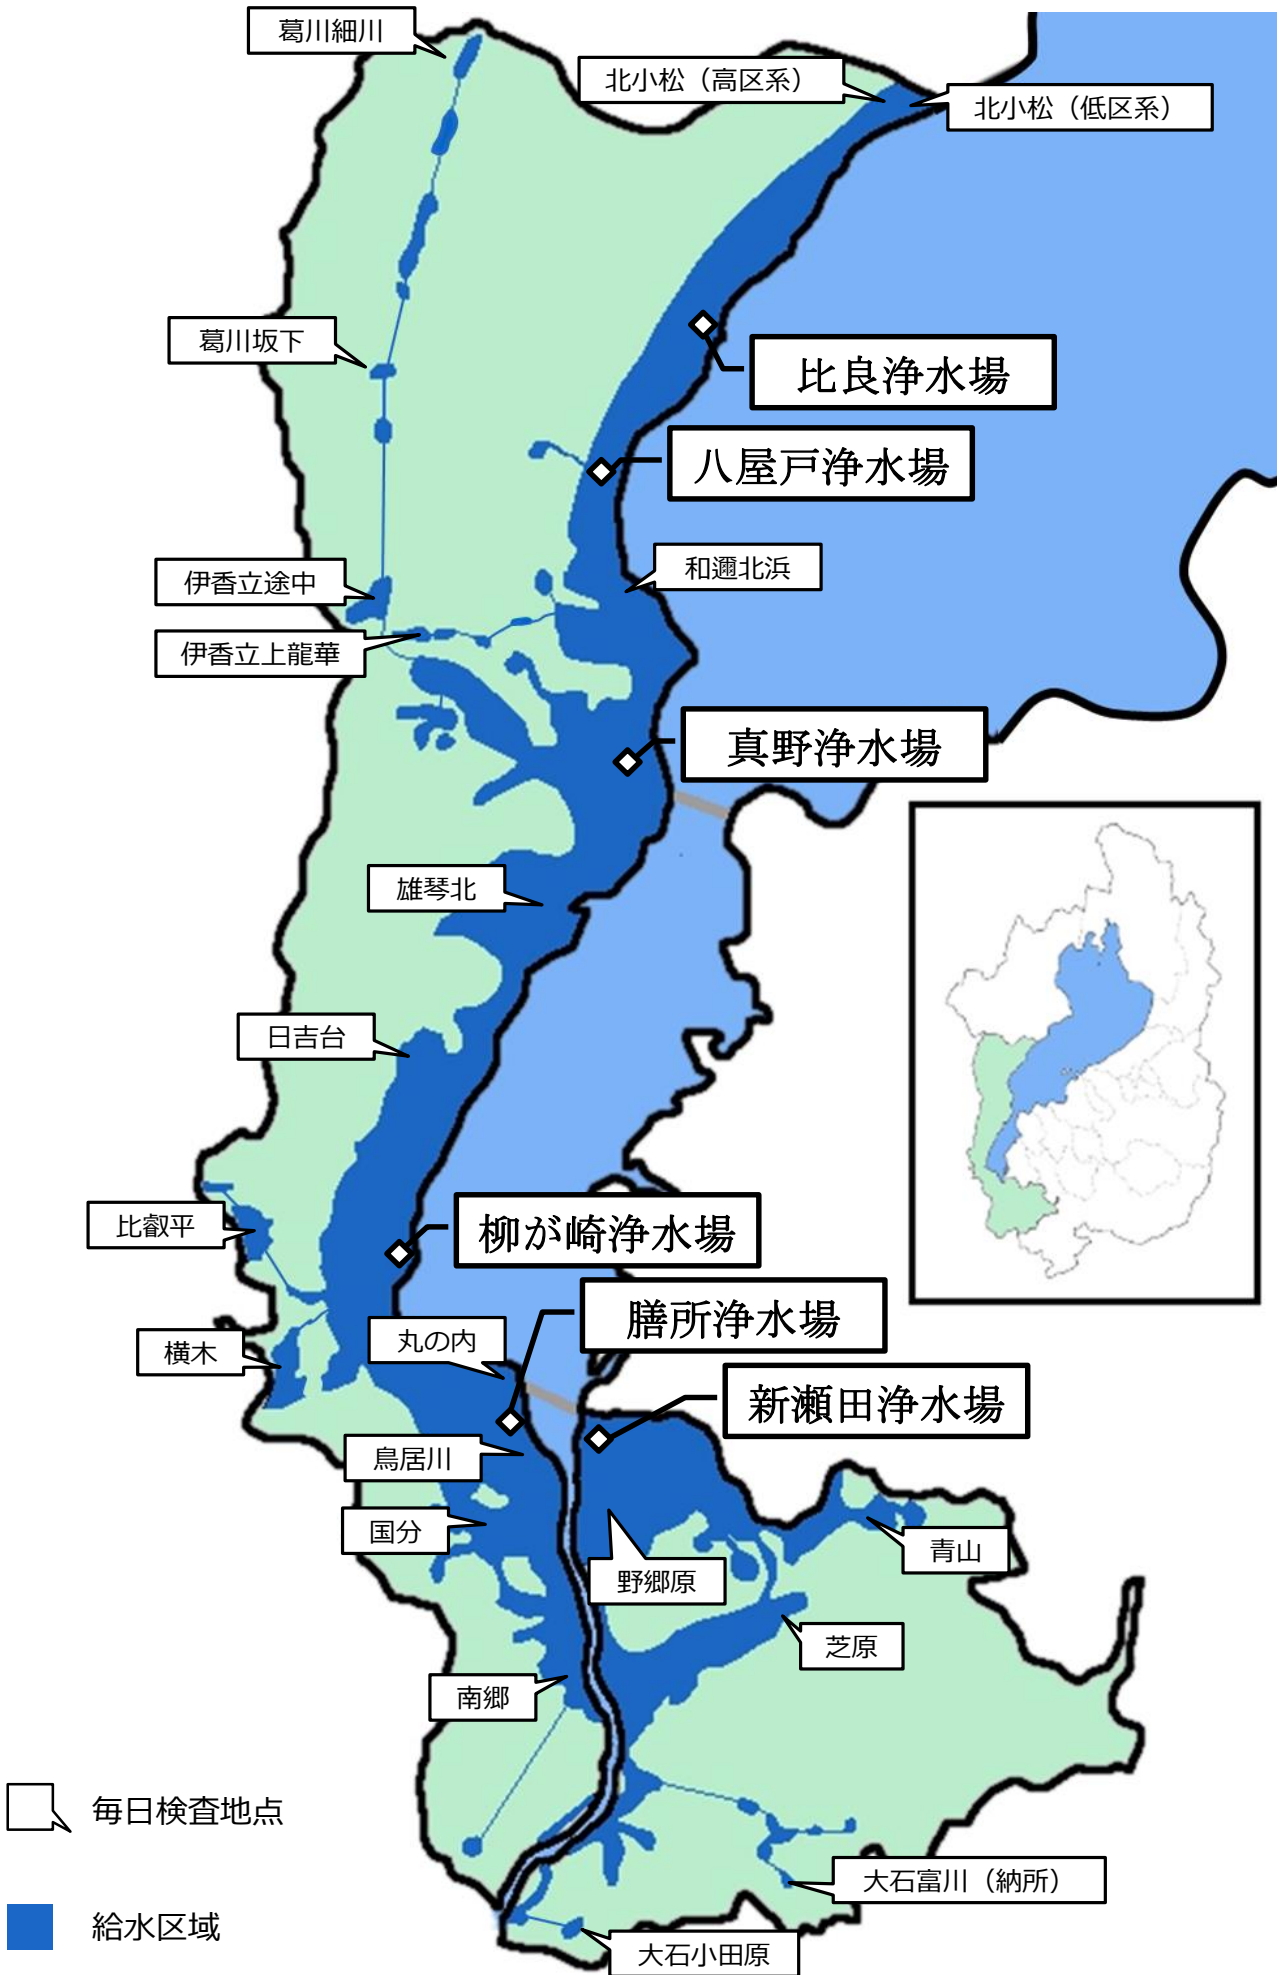 葛川細川
北小松（高区系）
北小松（低区系）
葛川坂下
比良浄水場
八屋戸浄水場
和邇北浜
伊香立途中
伊香立上龍華
真野浄水場
雄琴北
日吉台
比叡平
柳が崎浄水場
膳所浄水場
丸の内
横木
新瀬田浄水場
鳥居川
国分
青山
野郷原
芝原
南郷
毎日検査地点
大石富川（納所）
給水区域
大石小田原